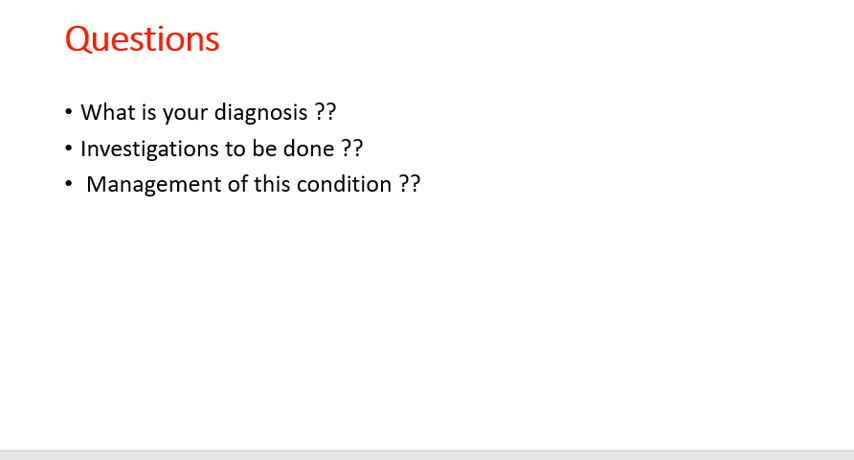 Questions
• What is your diagnosis ??
• Investigations to be done ??
• Management of this condition ??